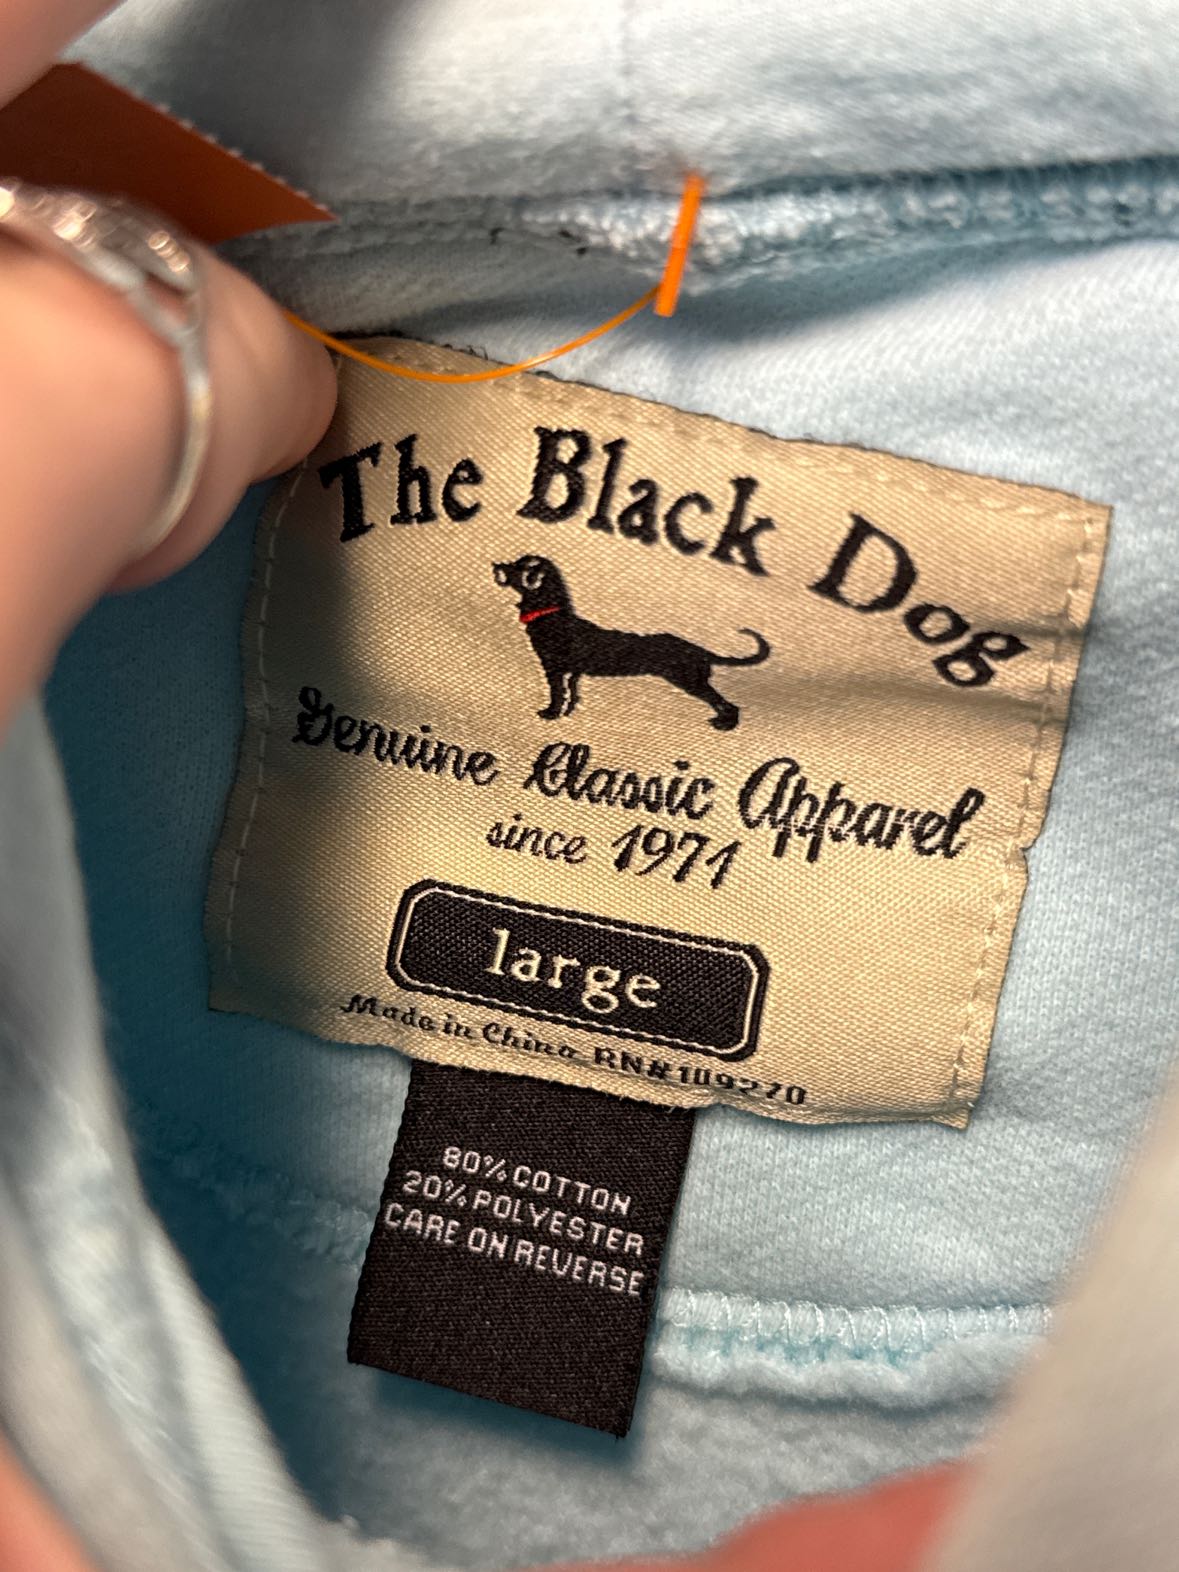 The Black Dog
Genuine Classic Apparel
since 1971
large
Made in China RN#109270
80% COTTON
20% POLYESTER
CARE ON REVERSE